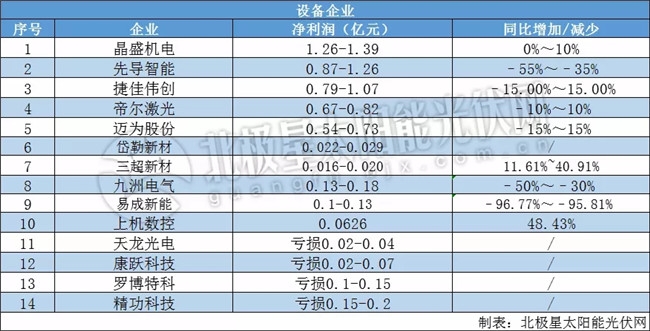 设备企业
序号 企业 净利润（亿元） 同比增加/减少
1 晶盛机电 1.26-1.39 0%～10%
2 先导智能 0.87-1.26 -55%～-35%
3 捷佳伟创 0.79-1.07 -15.00%～15.00%
4 帝尔激光 0.67-0.82 -10%～10%
5 迈为股份 0.54-0.73 -15%～15%
6 岱勒新材 0.022-0.029 /
7 三超新材 0.016-0.020 11.61%~40.91%
8 九洲电气 0.13-0.18 -50%～-30%
9 易成新能 0.1-0.13 -96.77%～-95.81%
10 上机数控 0.0626 48.43%
11 天龙光电 亏损0.02-0.04 /
12 康跃科技 亏损0.02-0.07 /
13 罗博特科 亏损0.1-0.15 /
14 精功科技 亏损0.15-0.2 /
制表：北极星太阳能光伏网
北极星太阳能光伏网